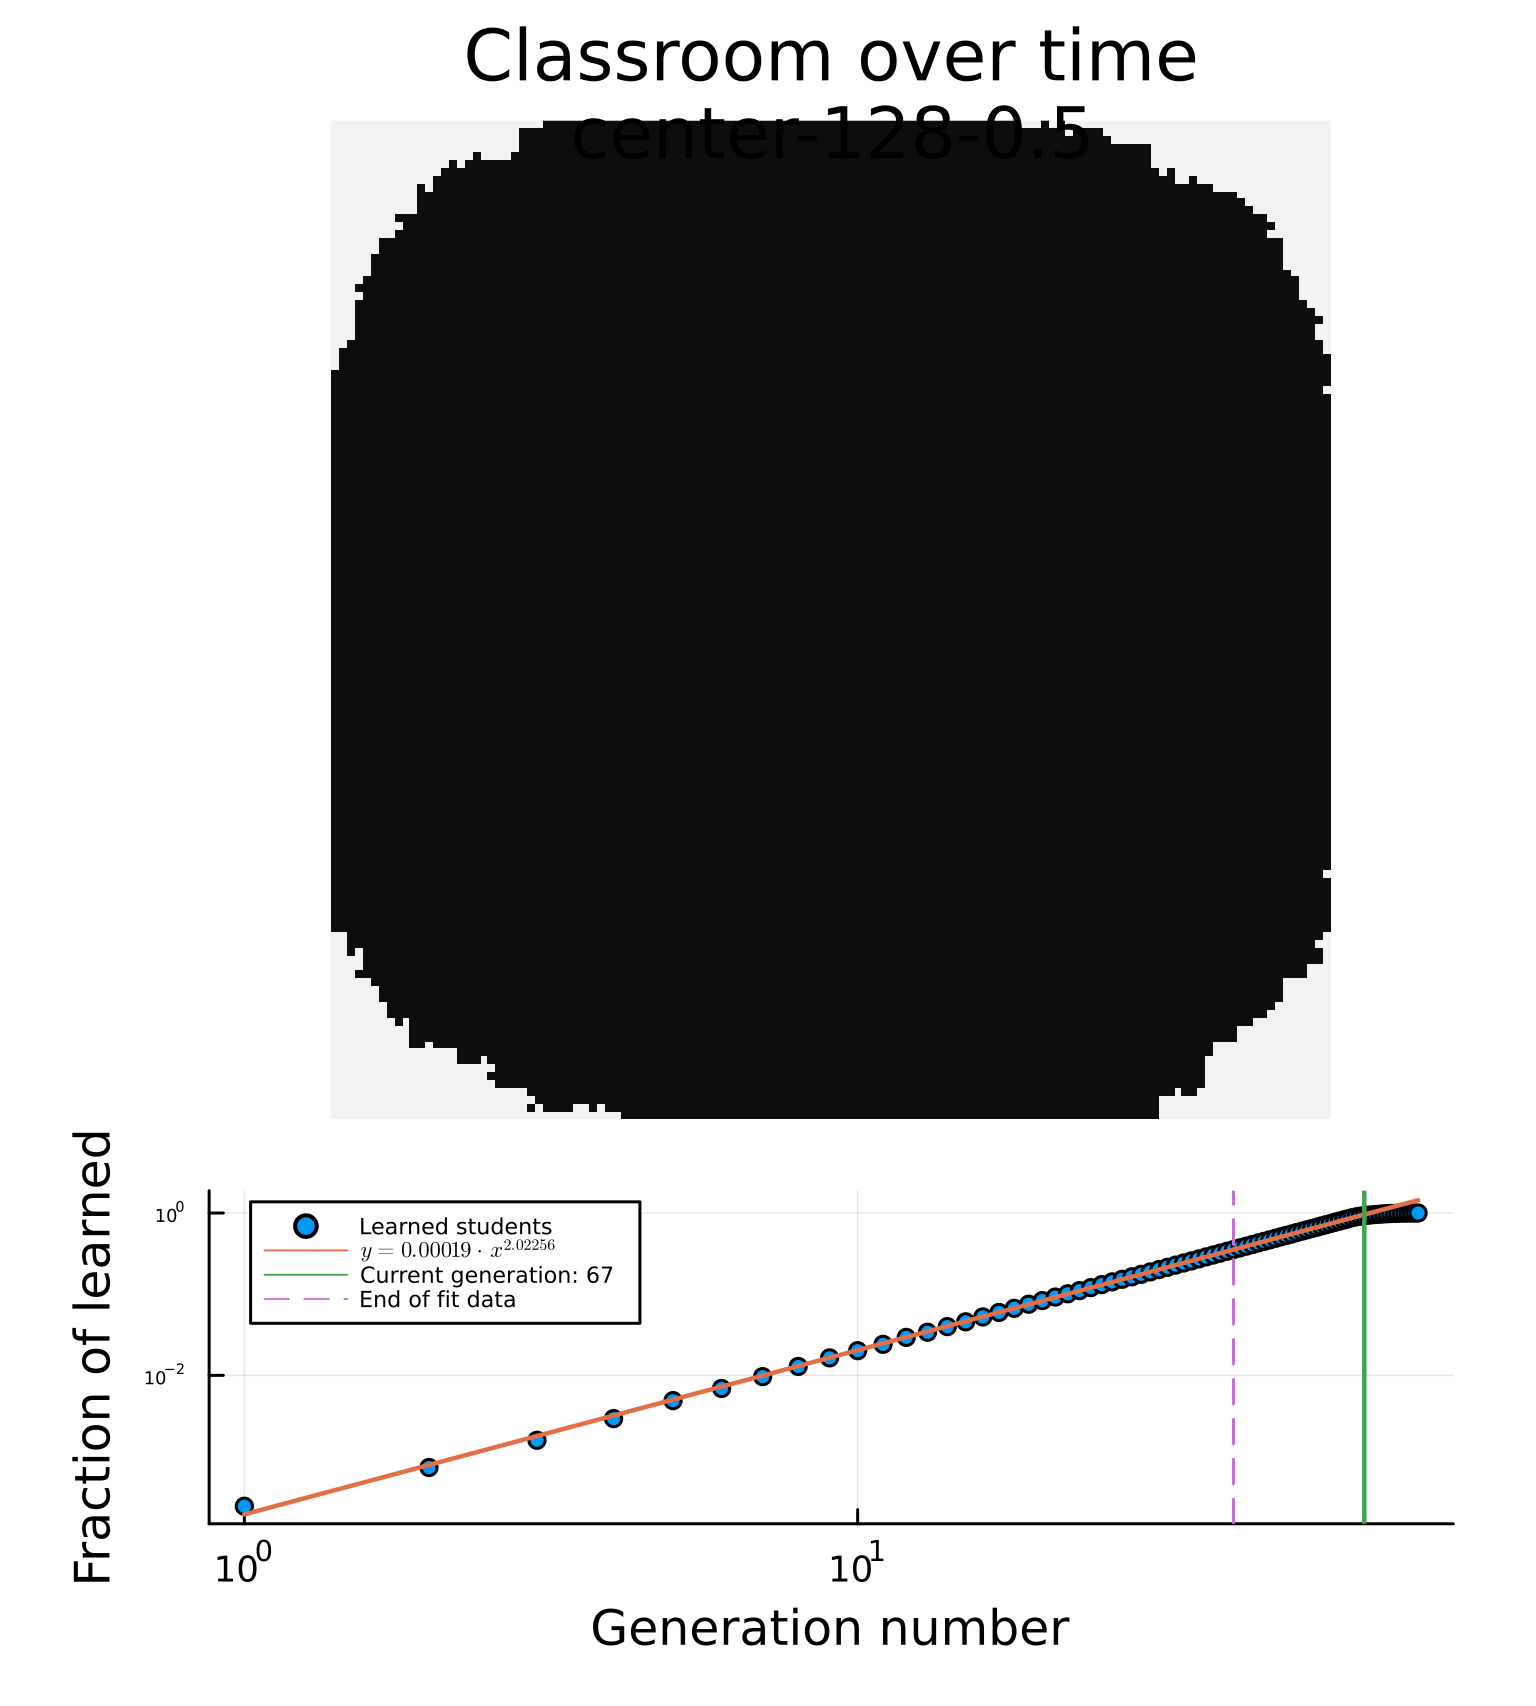 Classroom over time
center-128-0.5
Fraction of learned
10⁰
10⁻²
Learned students
y = 0.00019 · x^2.02256
Current generation: 67
End of fit data
10⁰
10¹
Generation number